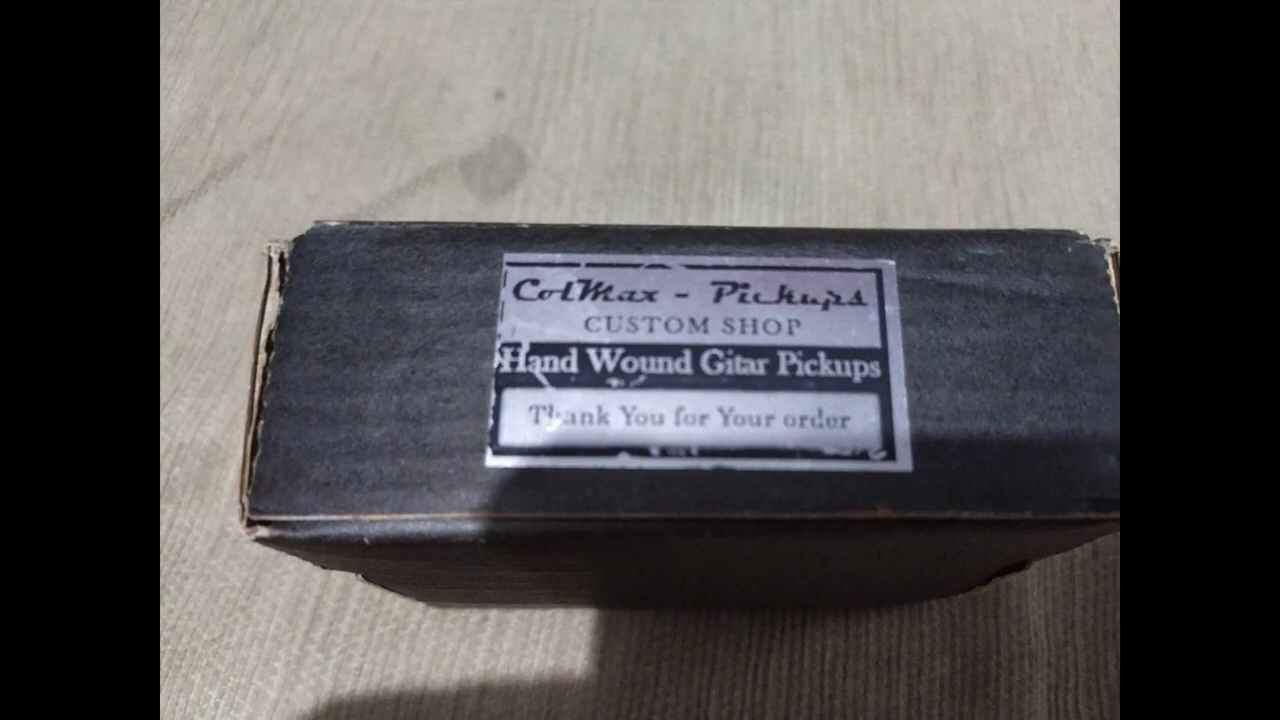 ColMax - Pickups
CUSTOM SHOP
Hand Wound Gitar Pickups
Thank You for Your order